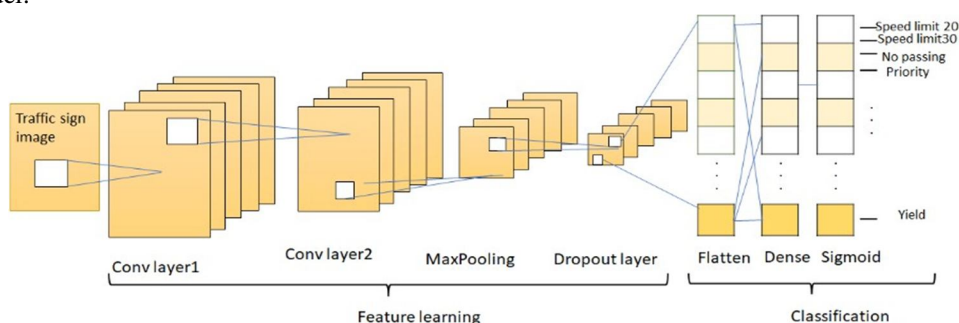 Traffic sign
image
Conv layer1
Conv layer2
MaxPooling
Dropout layer
Flatten
Dense
Sigmoid
Speed limit 20
Speed limit30
No passing
Priority
Yield
Feature learning
Classification